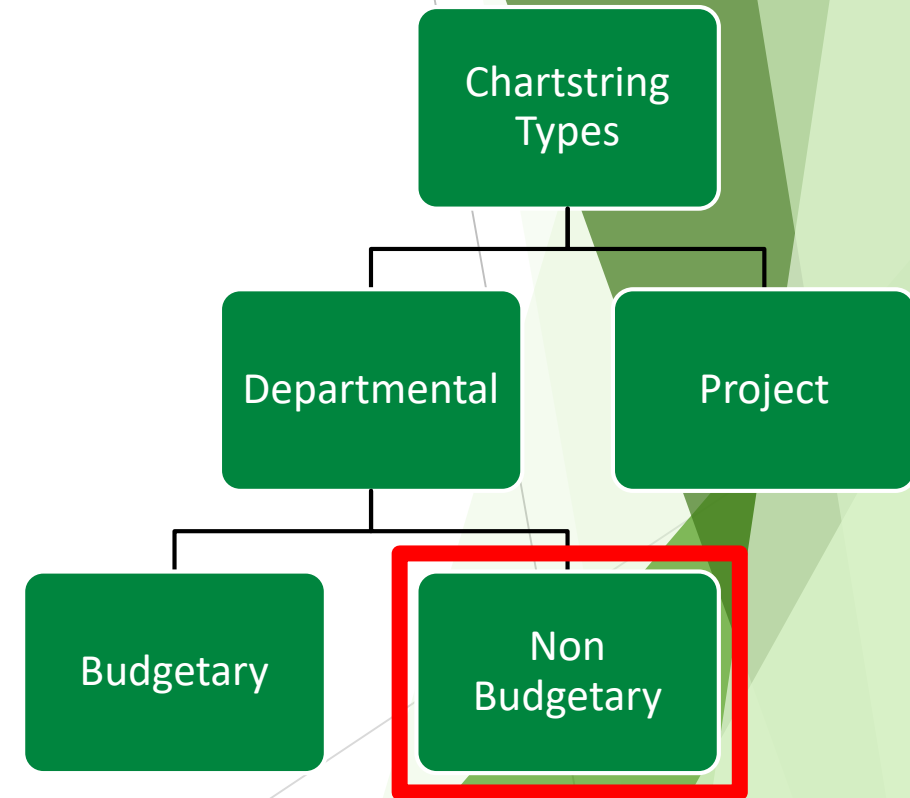 Chartstring
Types
Departmental
Project
Budgetary
Non
Budgetary